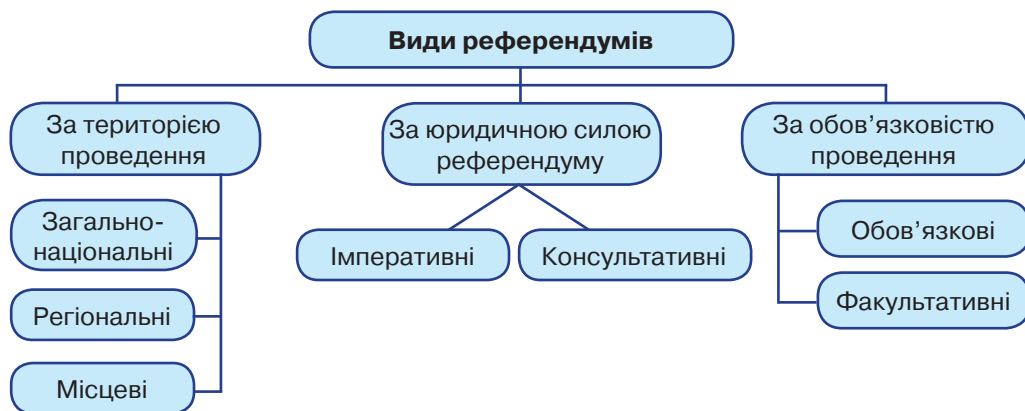 Види референдумів
За територією
проведення
Загально-
національні
Регіональні
Місцеві
За юридичною силою
референдуму
Імперативні
Консультативні
За обов’язковістю
проведення
Обов’язкові
Факультативні